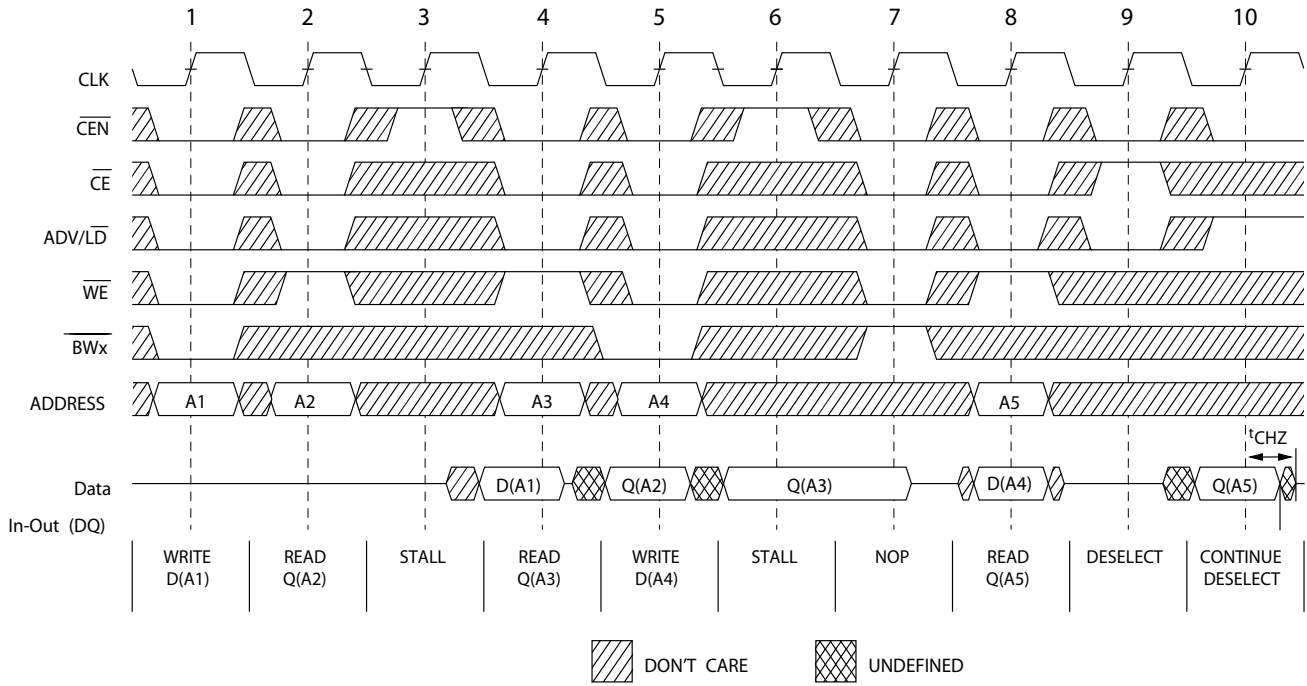 1 2 3 4 5 6 7 8 9 10
CLK
CEN
CE
ADV/LD
WE
BWx
ADDRESS A1 A2 A3 A4 A5
tCHZ
Data D(A1) Q(A2) Q(A3) D(A4) Q(A5)
In-Out (DQ)
WRITE READ STALL READ WRITE STALL NOP READ DESELECT CONTINUE
D(A1) Q(A2) Q(A3) D(A4) Q(A5) DESELECT
DON'T CARE UNDEFINED